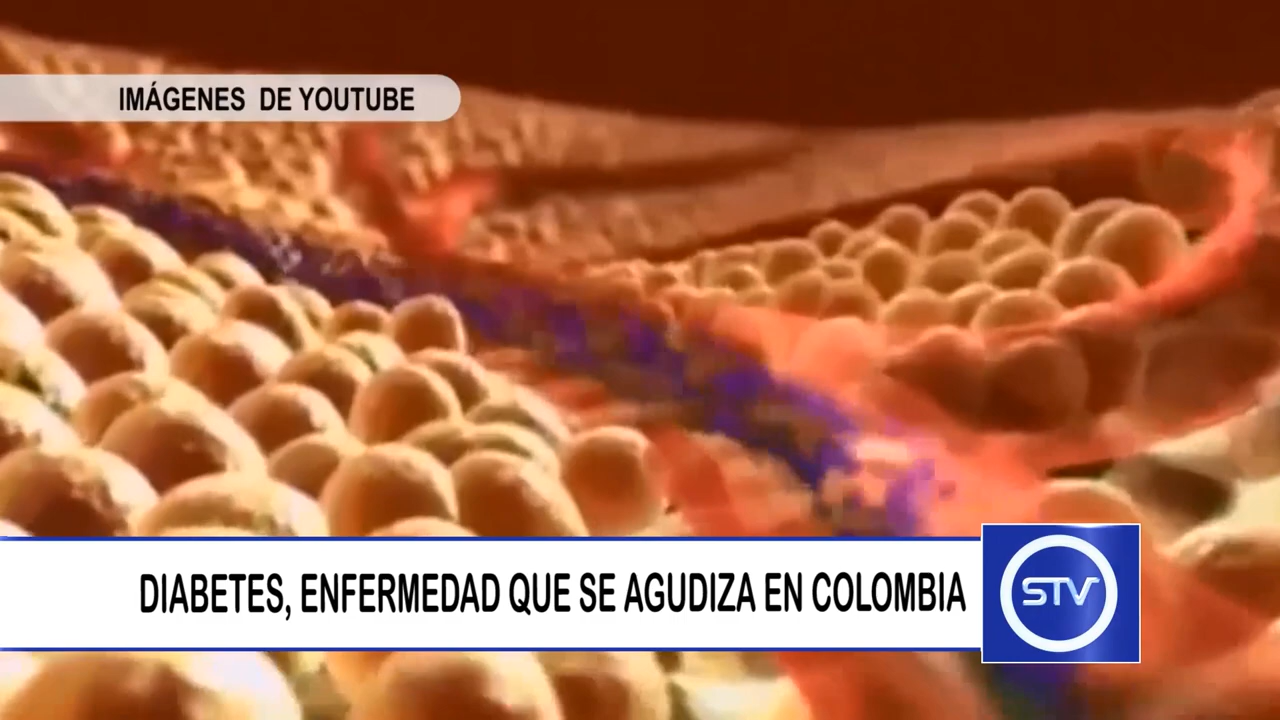 IMÁGENES DE YOUTUBE
DIABETES, ENFERMEDAD QUE SE AGUDIZA EN COLOMBIA
STV